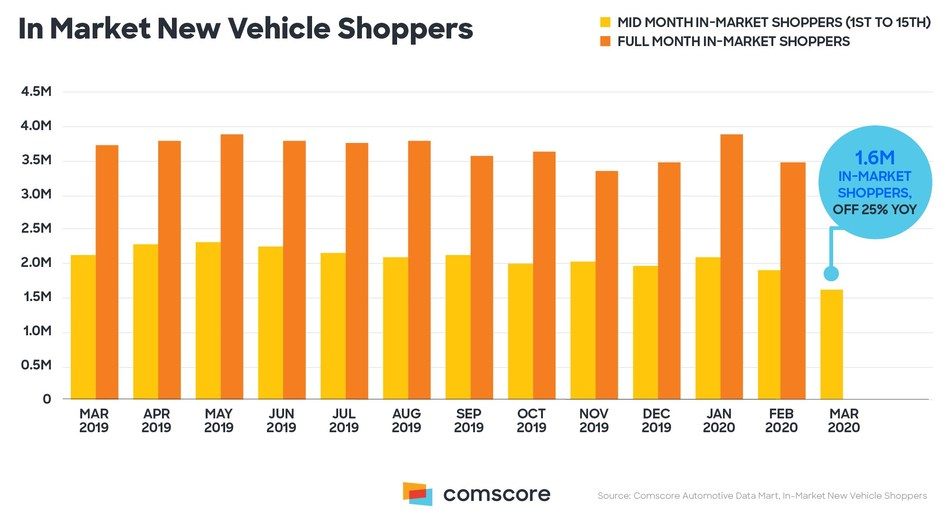 In Market New Vehicle Shoppers
MID MONTH IN-MARKET SHOPPERS (1ST TO 15TH)
FULL MONTH IN-MARKET SHOPPERS
4.5M
4.0M
3.5M
3.0M
2.5M
2.0M
1.5M
1.0M
0.5M
0
1.6M
IN-MARKET
SHOPPERS,
OFF 25% YOY
MAR APR MAY JUN JUL AUG SEP OCT NOV DEC JAN FEB MAR
2019 2019 2019 2019 2019 2019 2019 2019 2019 2019 2020 2020 2020
comscore
Source: Comscore Automotive Data Mart, In-Market New Vehicle Shoppers